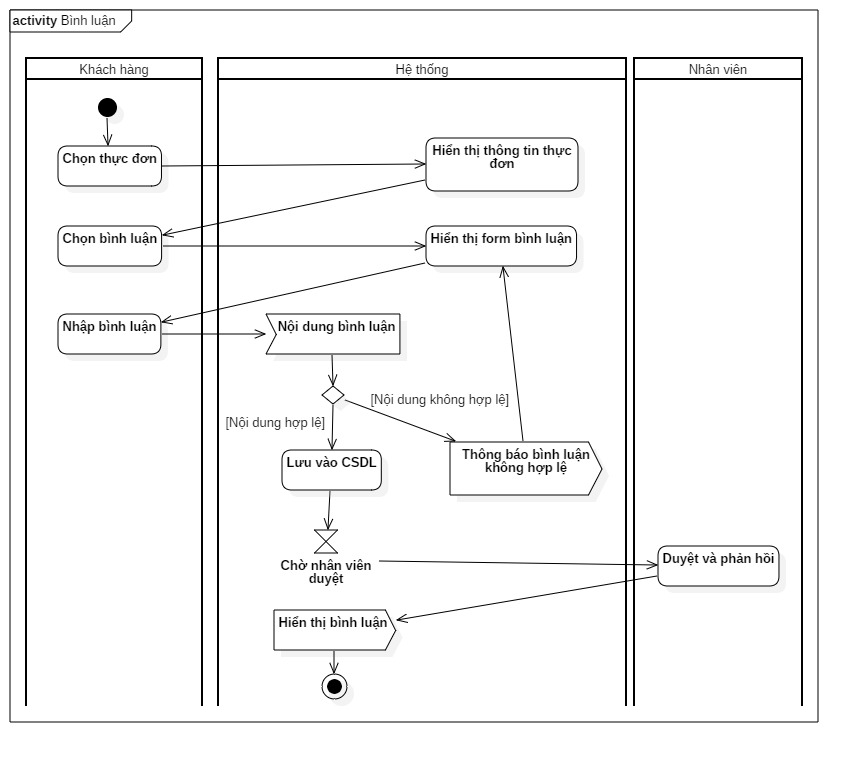 activity Bình luận
Khách hàng
Hệ thống
Nhân viên
Chọn thực đơn
Hiển thị thông tin thực
đơn
Chọn bình luận
Hiển thị form bình luận
Nhập bình luận
Nội dung bình luận
[Nội dung không hợp lệ]
[Nội dung hợp lệ]
Thông báo bình luận
không hợp lệ
Lưu vào CSDL
Chờ nhân viên
duyệt
Duyệt và phản hồi
Hiển thị bình luận